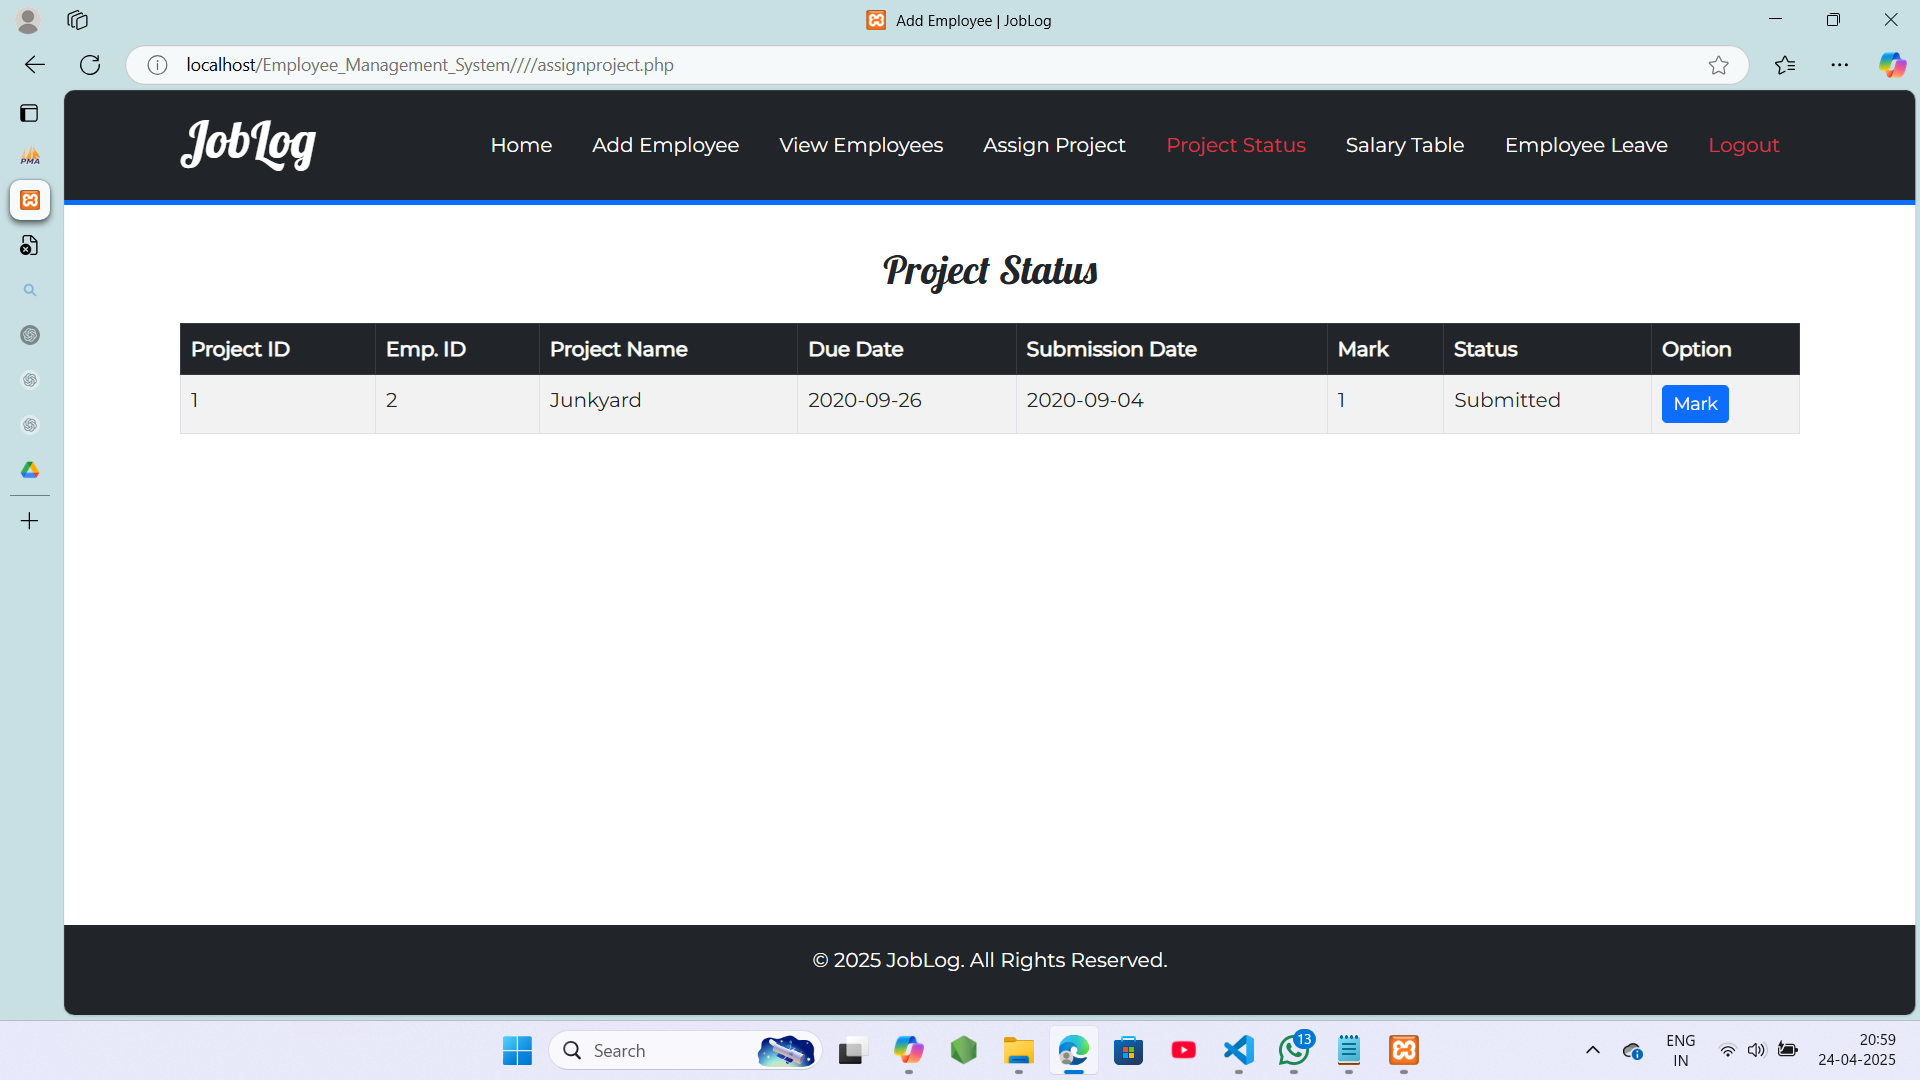 Add Employee | JobLog
localhost/Employee_Management_System////assignproject.php
PMA
JobLog
Home Add Employee View Employees Assign Project Project Status Salary Table Employee Leave Logout
Project Status
Project ID Emp. ID Project Name Due Date Submission Date Mark Status Option
1 2 Junkyard 2020-09-26 2020-09-04 1 Submitted Mark
© 2025 JobLog. All Rights Reserved.
Search
13
ENG
IN
20:59
24-04-2025